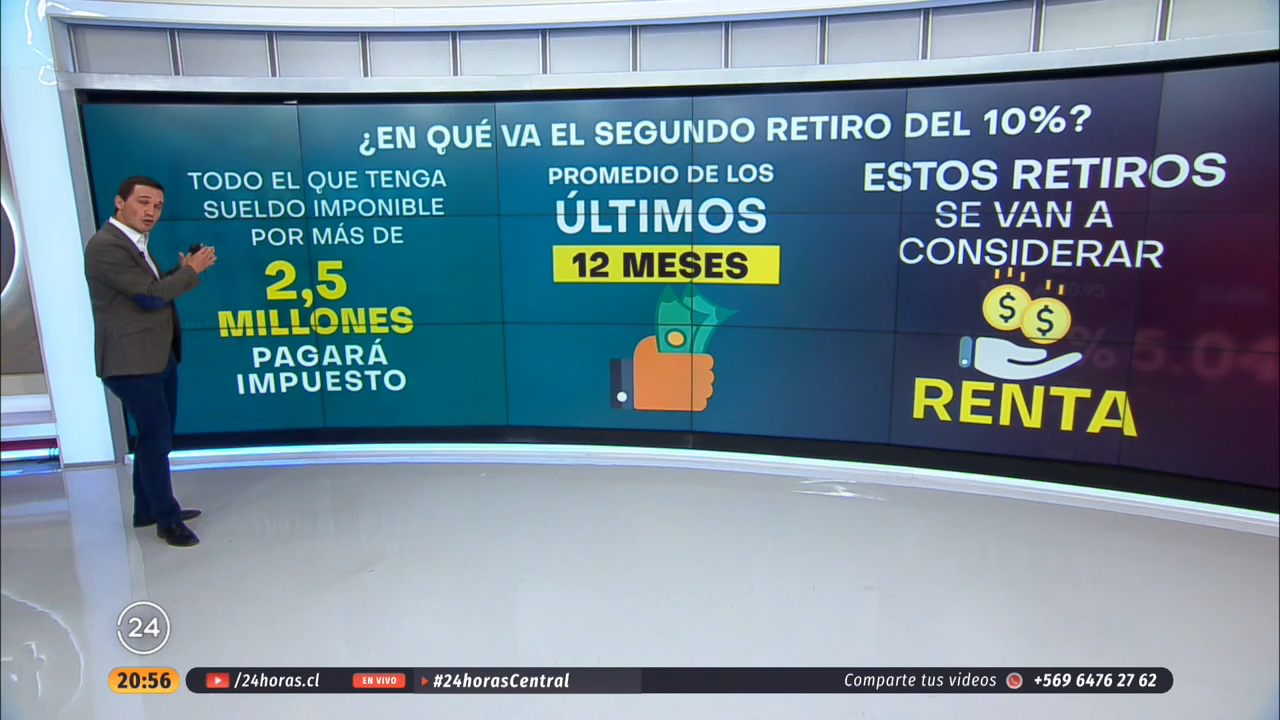 ¿EN QUÉ VA EL SEGUNDO RETIRO DEL 10%?
TODO EL QUE TENGA
SUELDO IMPONIBLE
POR MÁS DE
2,5
MILLONES
PAGARÁ
IMPUESTO
PROMEDIO DE LOS
ÚLTIMOS
12 MESES
ESTOS RETIROS
SE VAN A
CONSIDERAR
$ $
RENTA
% 5.04
24
20:56
/24horas.cl
EN VIVO
#24horasCentral
Comparte tus videos
+569 6476 27 62